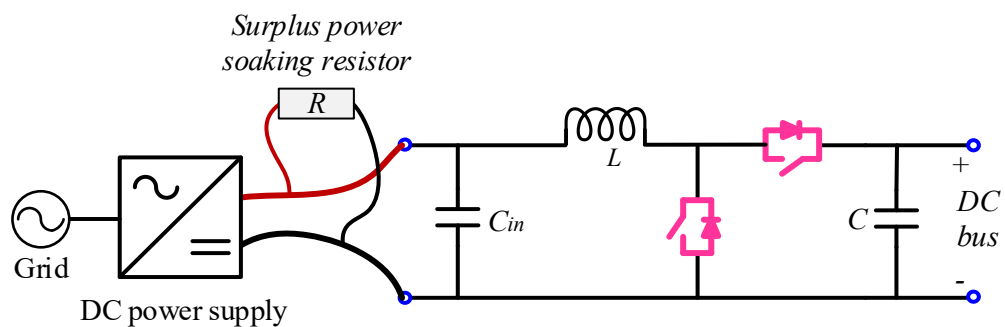 Surplus power
soaking resistor
R
L
+
Cin
C
DC
bus
Grid
-
DC power supply